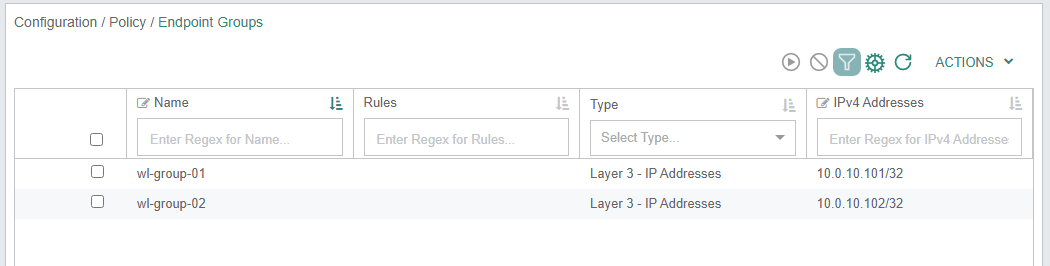 Configuration / Policy / Endpoint Groups
ACTIONS
Name Rules Type IPv4 Addresses
Enter Regex for Name... Enter Regex for Rules... Select Type... Enter Regex for IPv4 Addresse
wl-group-01 Layer 3 - IP Addresses 10.0.10.101/32
wl-group-02 Layer 3 - IP Addresses 10.0.10.102/32